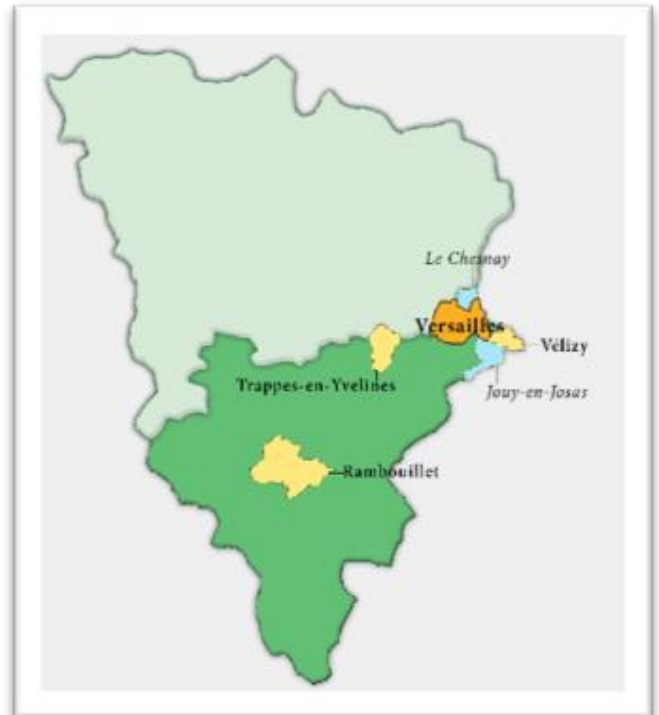 Le Chesnay
Versailles
Vélizy
Trappes-en-Yvelines
Jouy-en-Josas
Rambouillet